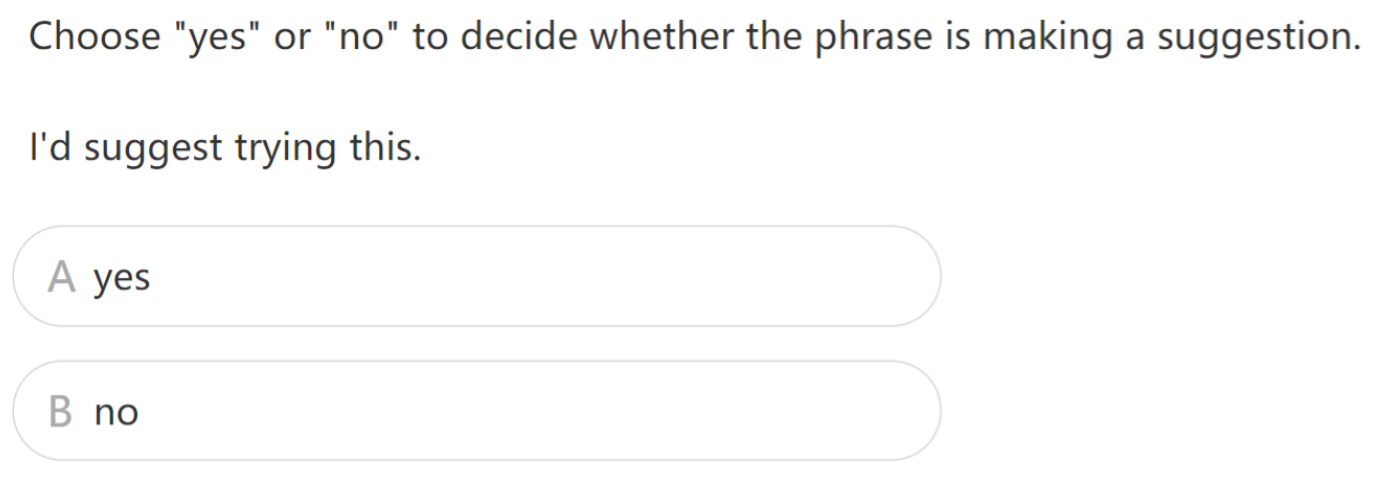 Choose "yes" or "no" to decide whether the phrase is making a suggestion.
I'd suggest trying this.
A yes
B no